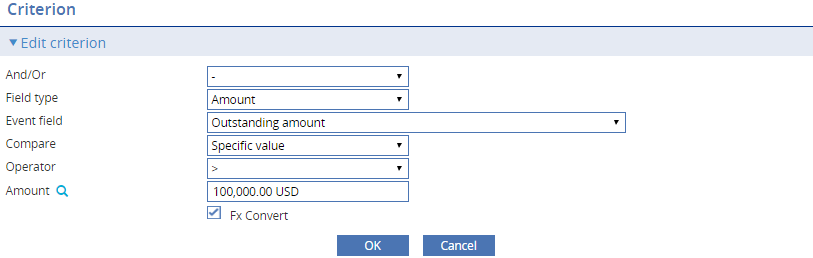 Criterion
Edit criterion
And/Or -
Field type Amount
Event field Outstanding amount
Compare Specific value
Operator >
Amount 100,000.00 USD
Fx Convert
OK Cancel